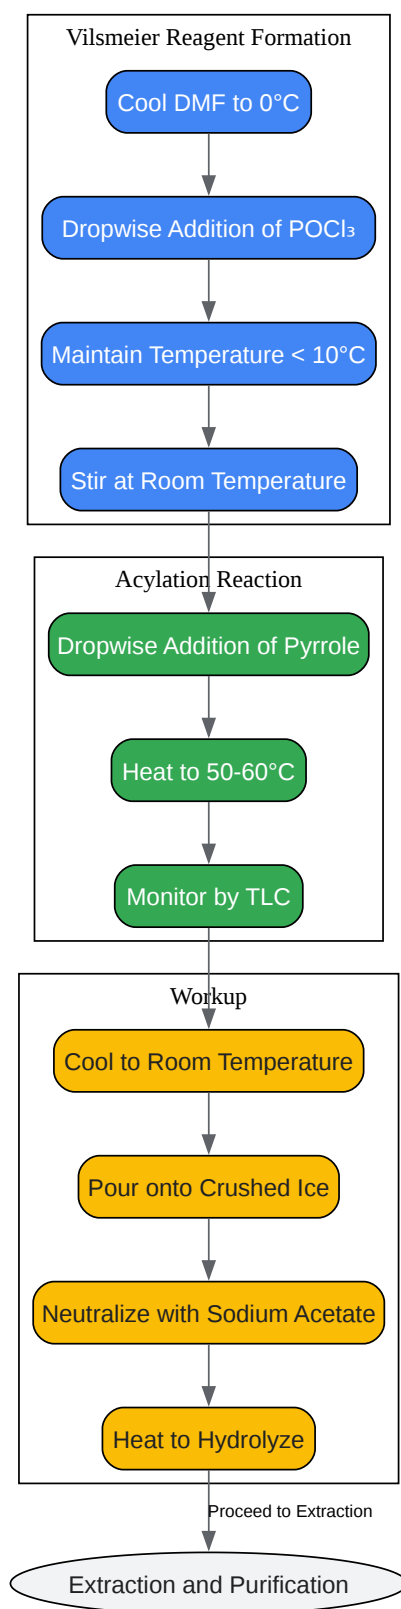 Vilsmeier Reagent Formation
Cool DMF to 0°C
Dropwise Addition of POCl₃
Maintain Temperature < 10°C
Stir at Room Temperature
Acylation Reaction
Dropwise Addition of Pyrrole
Heat to 50-60°C
Monitor by TLC
Workup
Cool to Room Temperature
Pour onto Crushed Ice
Neutralize with Sodium Acetate
Heat to Hydrolyze
Proceed to Extraction
Extraction and Purification